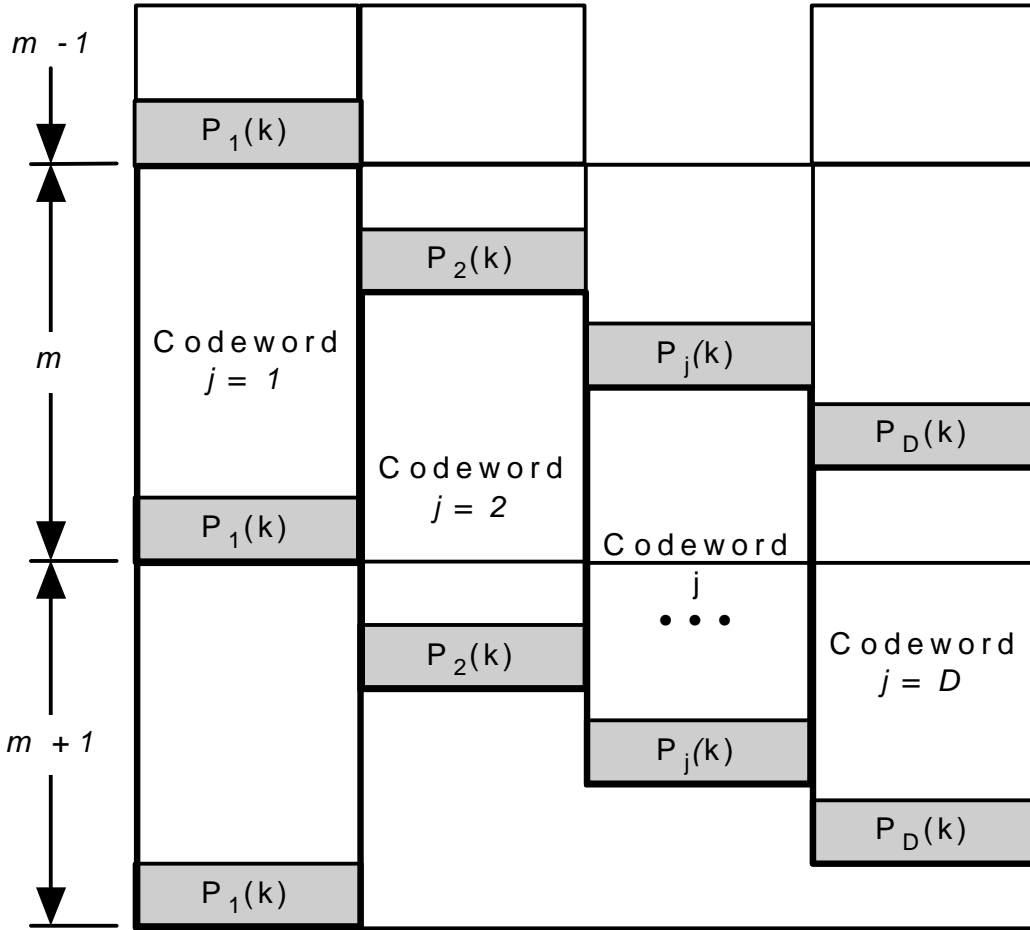 m - 1
P1(k)
P2(k)
Pj(k)
m
Codeword
j = 1
PD(k)
Codeword
j = 2
P1(k)
Codeword
j
• • •
P2(k)
Codeword
j = D
m + 1
Pj(k)
PD(k)
P1(k)